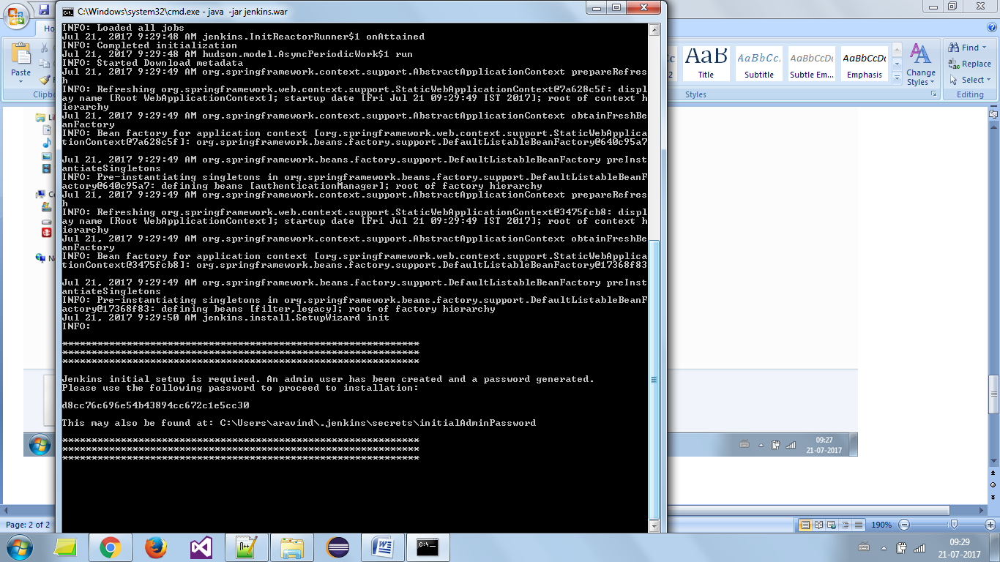 C:\Windows\system32\cmd.exe - java -jar jenkins.war
INFO: Loaded all jobs
Jul 21, 2017 9:29:48 AM jenkins.InitReactorRunner$1 onAttained
INFO: Completed initialization
Jul 21, 2017 9:29:48 AM hudson.model.AsyncPeriodicWork$1 run
INFO: Started Download metadata
Jul 21, 2017 9:29:49 AM org.springframework.context.support.AbstractApplicationContext prepareRefres
h
INFO: Refreshing org.springframework.web.context.support.StaticWebApplicationContext@7a628c5f: displ
ay name [Root WebApplicationContext]; startup date [Fri Jul 21 09:29:49 IST 2017]; root of context h
ierarchy
Jul 21, 2017 9:29:49 AM org.springframework.context.support.AbstractApplicationContext obtainFreshBe
anFactory
INFO: Bean factory for application context [org.springframework.web.context.support.StaticWebApplica
tionContext@7a628c5f]: org.springframework.beans.factory.support.DefaultListableBeanFactory@640c95a7
Jul 21, 2017 9:29:49 AM org.springframework.beans.factory.support.DefaultListableBeanFactory preInst
antiateSingletons
INFO: Pre-instantiating singletons in org.springframework.beans.factory.support.DefaultListableBeanF
actory@640c95a7: defining beans [authenticationManager]; root of factory hierarchy
Jul 21, 2017 9:29:49 AM org.springframework.context.support.AbstractApplicationContext prepareRefres
h
INFO: Refreshing org.springframework.web.context.support.StaticWebApplicationContext@3475fcb8: displ
ay name [Root WebApplicationContext]; startup date [Fri Jul 21 09:29:49 IST 2017]; root of context h
ierarchy
Jul 21, 2017 9:29:49 AM org.springframework.context.support.AbstractApplicationContext obtainFreshBe
anFactory
INFO: Bean factory for application context [org.springframework.web.context.support.StaticWebApplica
tionContext@3475fcb8]: org.springframework.beans.factory.support.DefaultListableBeanFactory@17368f83
Jul 21, 2017 9:29:49 AM org.springframework.beans.factory.support.DefaultListableBeanFactory preInst
antiateSingletons
INFO: Pre-instantiating singletons in org.springframework.beans.factory.support.DefaultListableBeanF
actory@17368f83: defining beans [filter,legacy]; root of factory hierarchy
Jul 21, 2017 9:29:50 AM jenkins.install.SetupWizard init
INFO:
*************************************************************
*************************************************************
*************************************************************
Jenkins initial setup is required. An admin user has been created and a password generated.
Please use the following password to proceed to installation:
d8cc76c696e54b43894cc672c1e5cc30
This may also be found at: C:\Users\aravind\.jenkins\secrets\initialAdminPassword
*************************************************************
*************************************************************
*************************************************************
Ho
Paste
Clipb
Cc AaB AaBbCc. AaBbCcDc AaBbCcDc
2 Title Subtitle Subtle Em... Emphasis
Change
Styles
Styles
Find
Replace
Select
Editing
Li
Co
N
09:27
21-07-2017
Page: 2 of 2
190%
C:\
09:29
21-07-2017